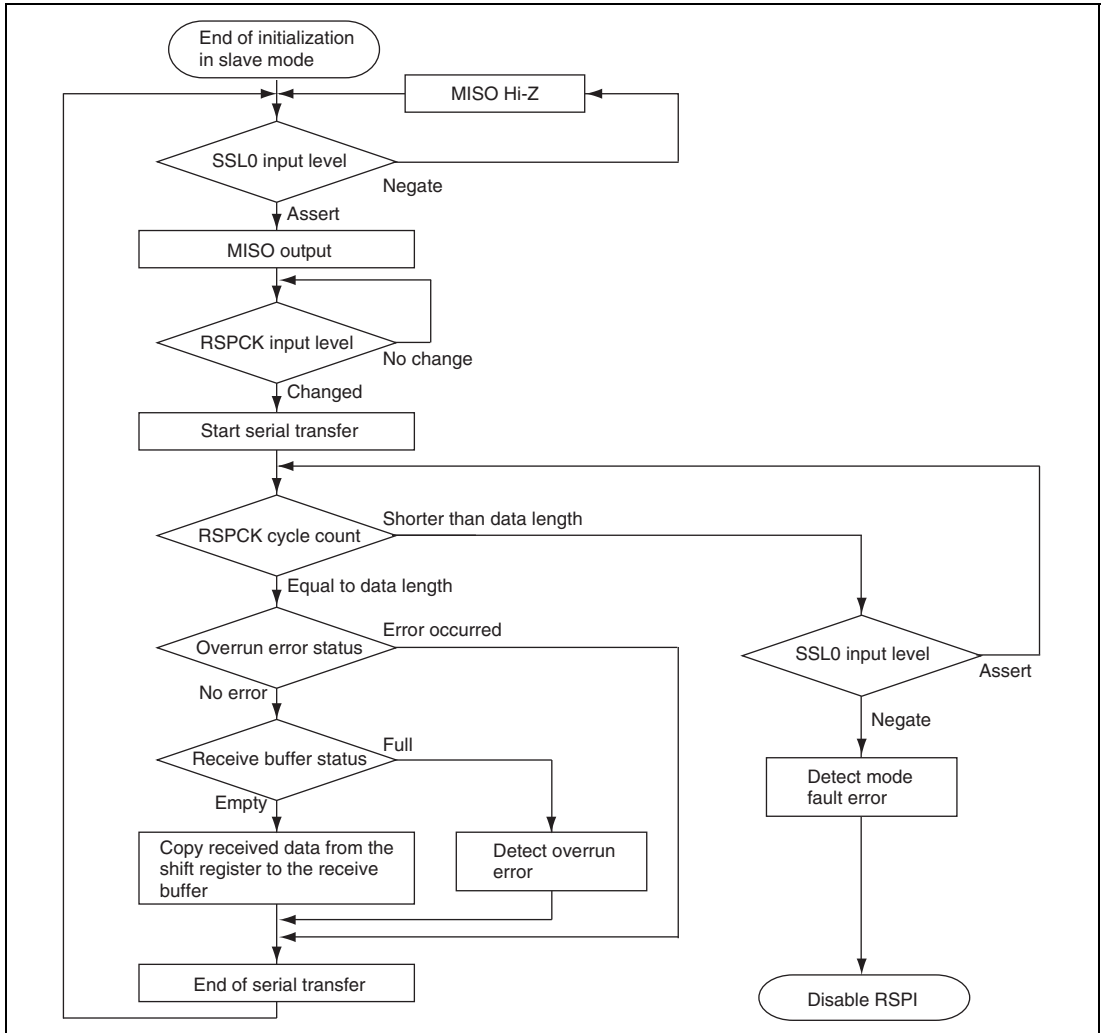 End of initialization
in slave mode
MISO Hi-Z
SSL0 input level
Negate
Assert
MISO output
RSPCK input level
No change
Changed
Start serial transfer
RSPCK cycle count
Shorter than data length
Equal to data length
Overrun error status
Error occurred
No error
SSL0 input level
Assert
Negate
Receive buffer status
Full
Empty
Detect mode
fault error
Copy received data from the
shift register to the receive
buffer
Detect overrun
error
End of serial transfer
Disable RSPI